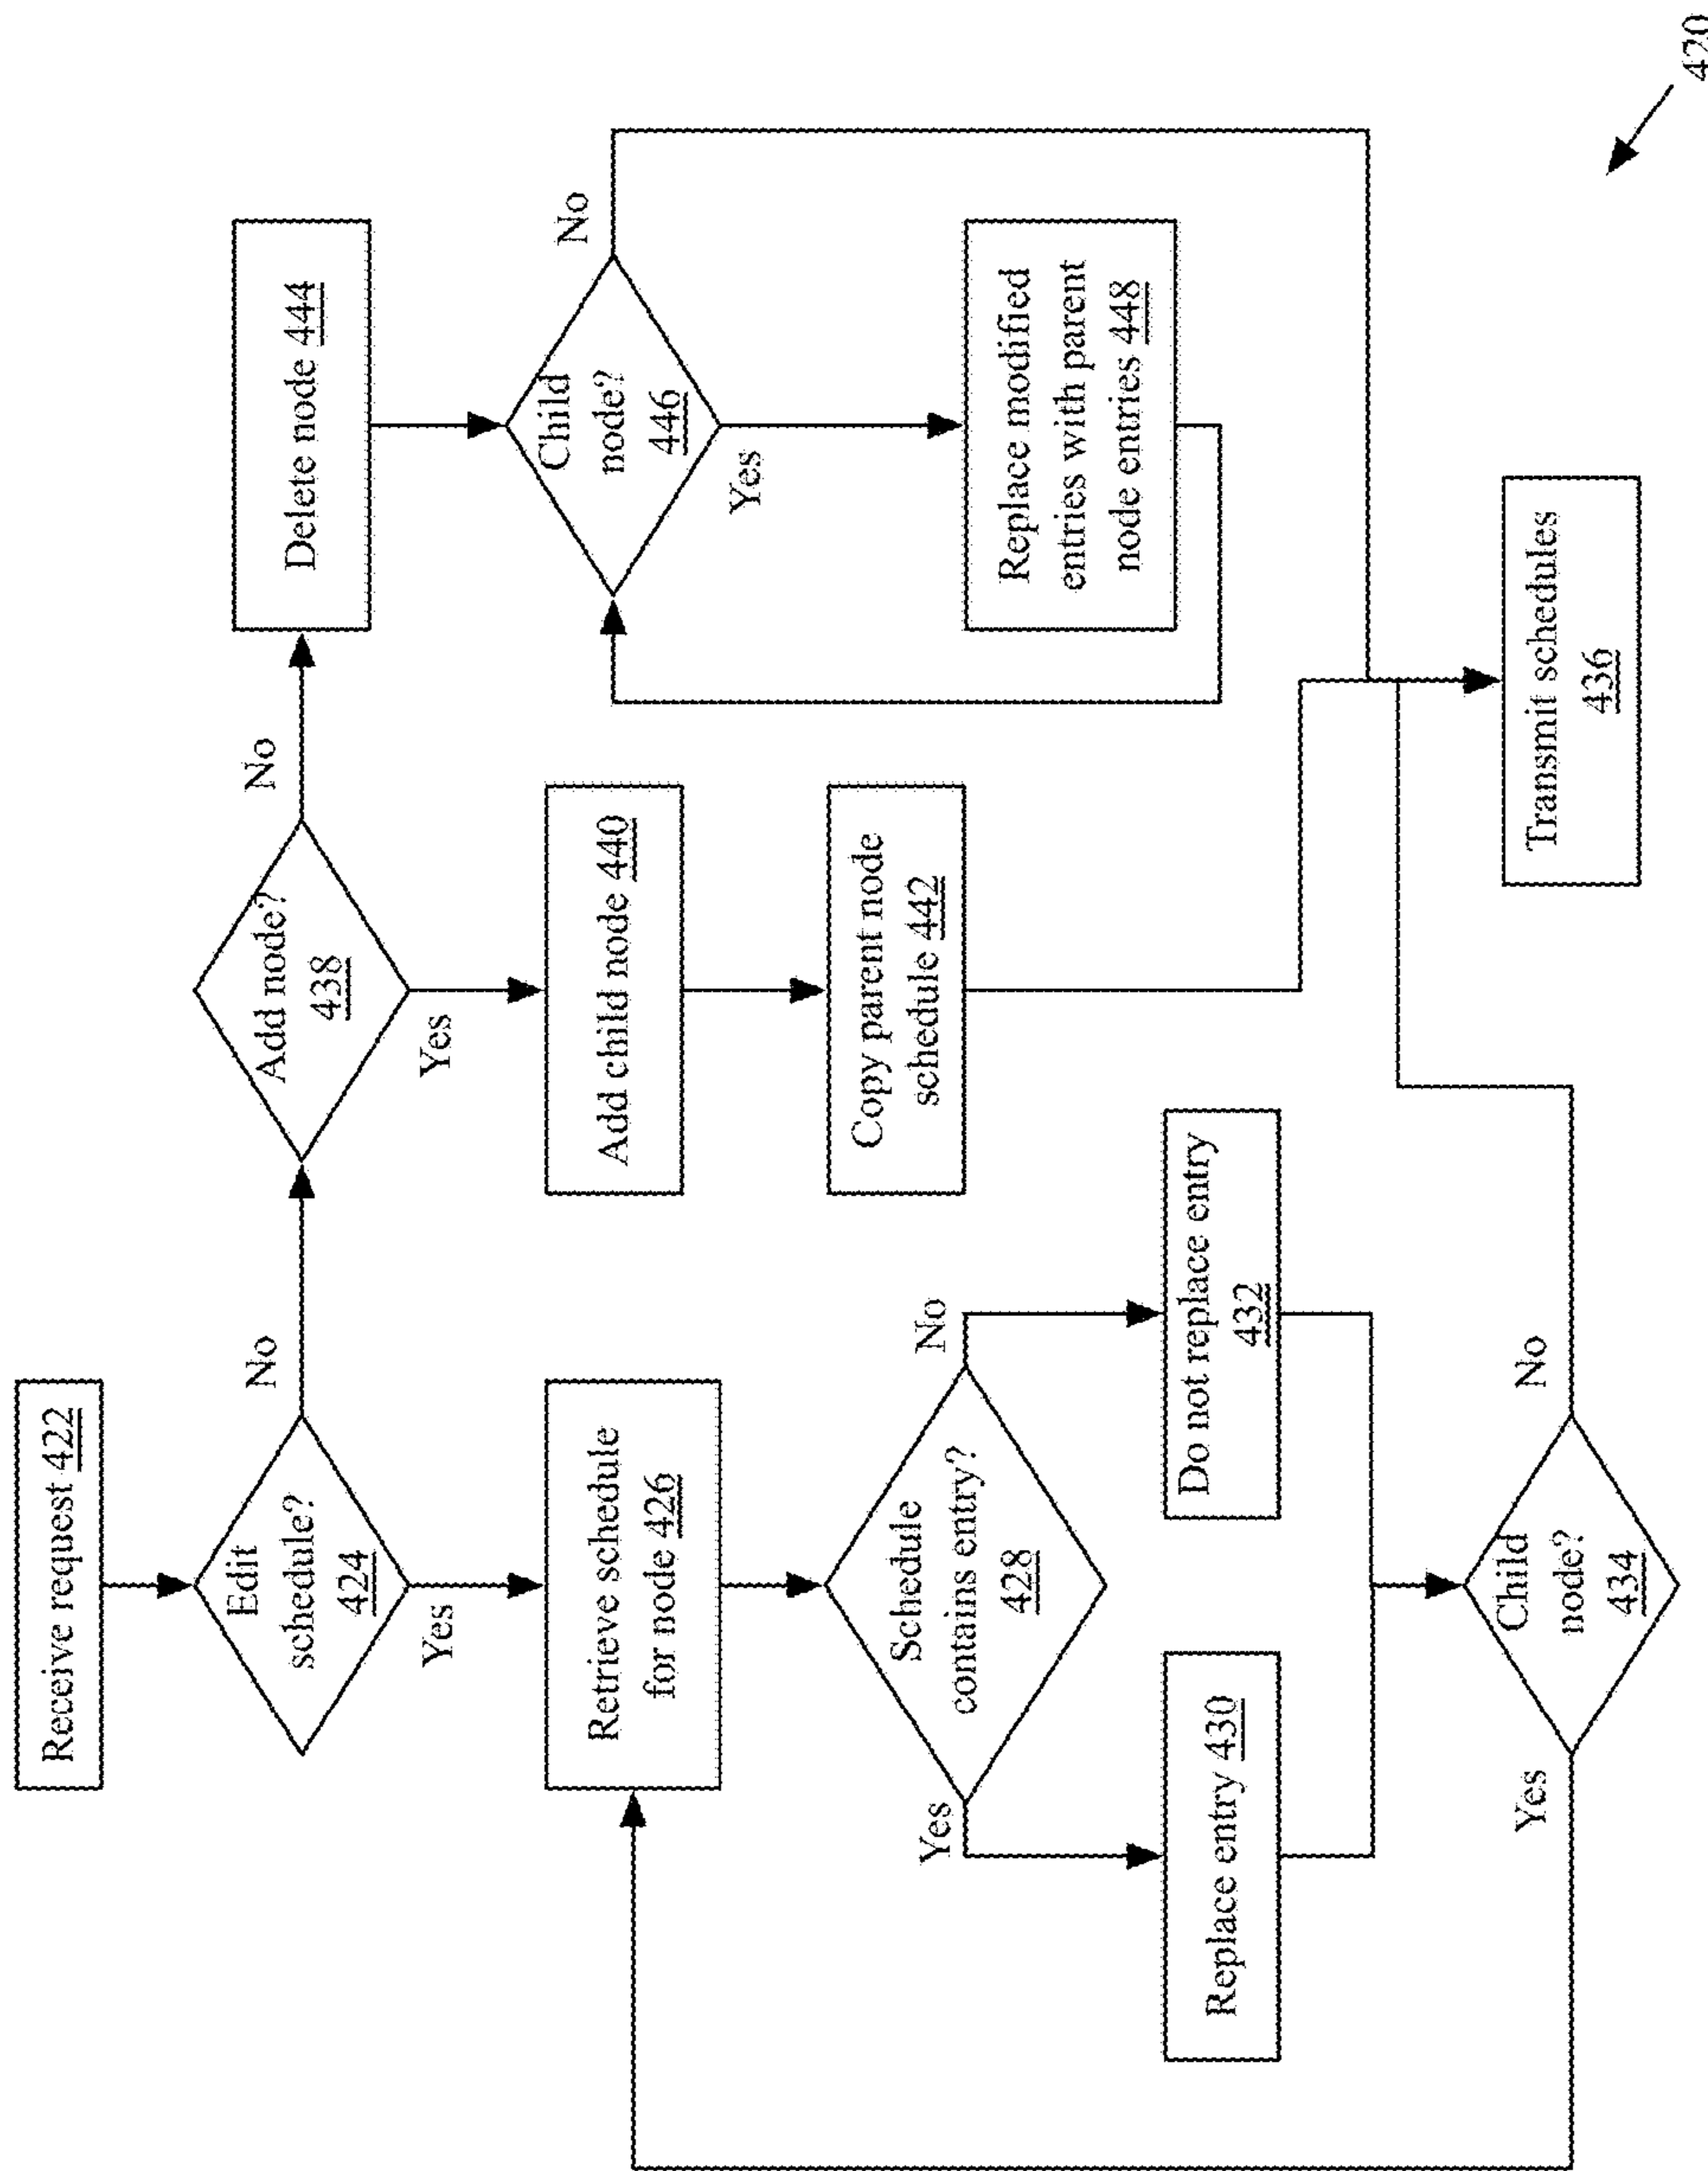 Receive request 422
Edit
schedule?
424
No
Yes
Add node?
438
No
Yes
Delete node 444
Retrieve schedule
for node 426
Add child node 440
Child
node?
446
No
Yes
Schedule
contains entry?
428
Yes
No
Copy parent node
schedule 442
Replace modified
entries with parent
node entries 448
Replace entry 430
Do not replace entry
432
Child
node?
434
Yes
No
Transmit schedules
436
420